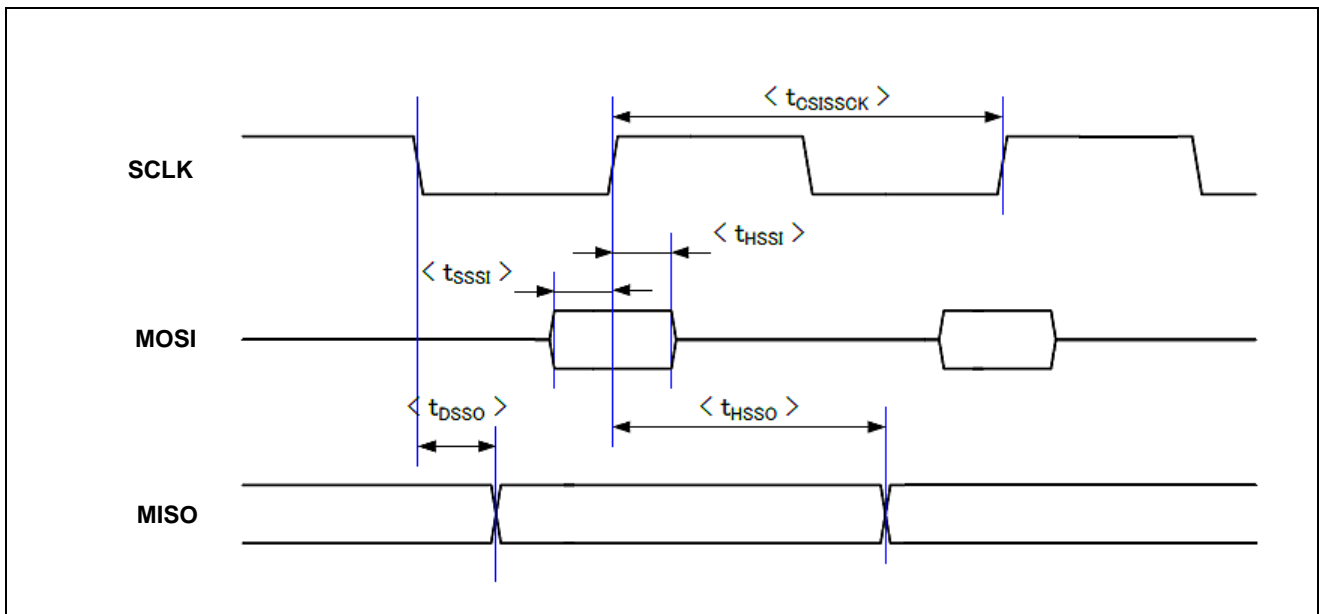 < tCSISSCK >
SCLK
< tHSSI >
< tSSSI >
MOSI
< tDSSO >
< tHSSO >
MISO